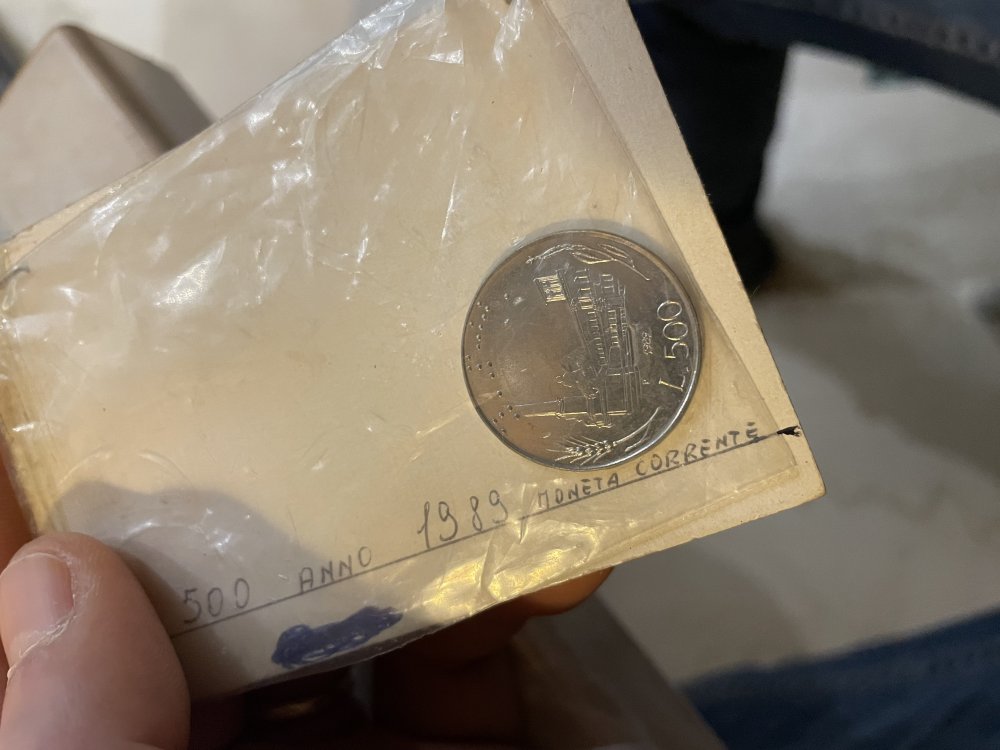 L.500
500 ANNO 1989 MONETA CORRENTE